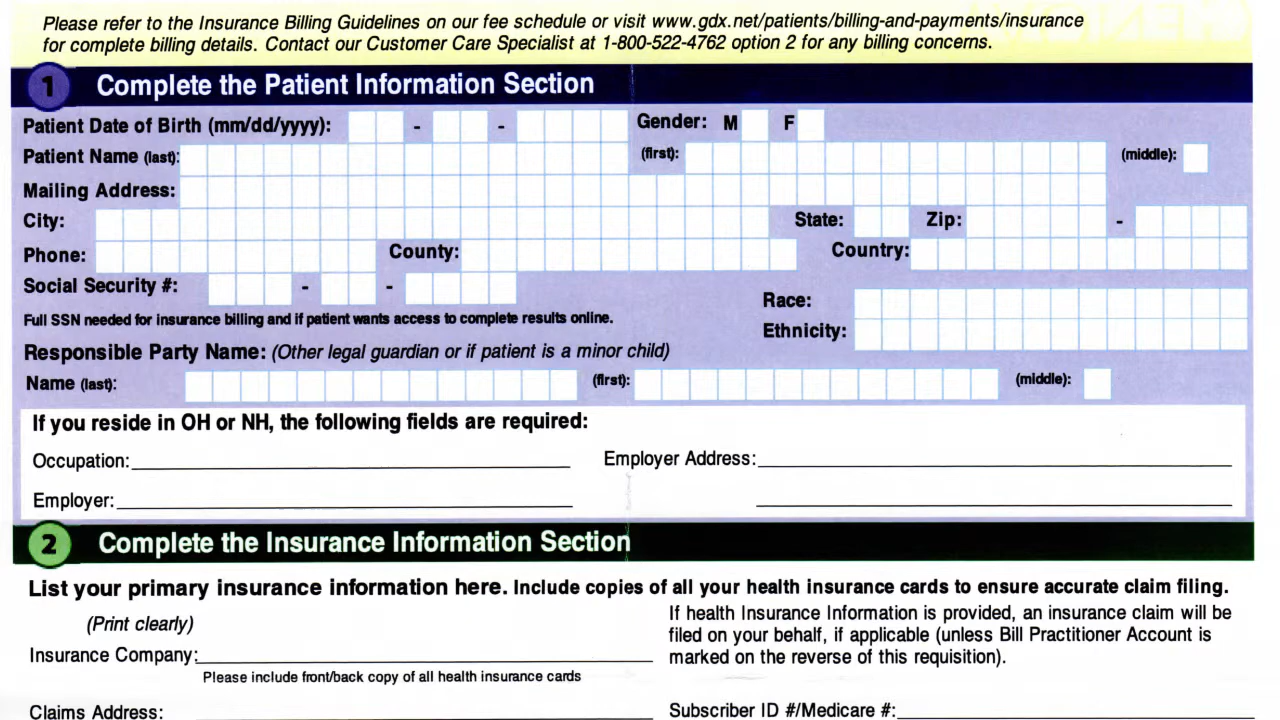 Please refer to the Insurance Billing Guidelines on our fee schedule or visit www.gdx.net/patients/billing-and-payments/insurance
for complete billing details. Contact our Customer Care Specialist at 1-800-522-4762 option 2 for any billing concerns.
1 Complete the Patient Information Section
Patient Date of Birth (mm/dd/yyyy): - - Gender: M F
Patient Name (last): (first): (middle):
Mailing Address:
City: State: Zip: -
Phone: County: Country:
Social Security #: - -
Race:
Full SSN needed for insurance billing and if patient wants access to complete results online.
Ethnicity:
Responsible Party Name: (Other legal guardian or if patient is a minor child)
Name (last): (first): (middle):
If you reside in OH or NH, the following fields are required:
Occupation: Employer Address:
Employer:
2 Complete the Insurance Information Section
List your primary insurance information here. Include copies of all your health insurance cards to ensure accurate claim filing.
(Print clearly)
If health Insurance Information is provided, an insurance claim will be
filed on your behalf, if applicable (unless Bill Practitioner Account is
marked on the reverse of this requisition).
Insurance Company:
Please include front/back copy of all health insurance cards
Claims Address: Subscriber ID #/Medicare #: